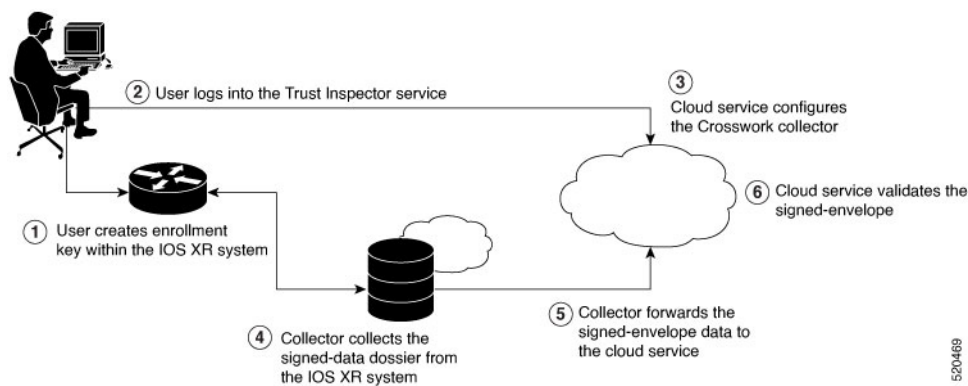 ② User logs into the Trust Inspector service
③
Cloud service configures
the Crosswork collector
⑥ Cloud service validates the
signed-envelope
① User creates enrollment
key within the IOS XR system
④ Collector collects the
signed-data dossier from
the IOS XR system
⑤ Collector forwards the
signed-envelope data to
the cloud service
520469